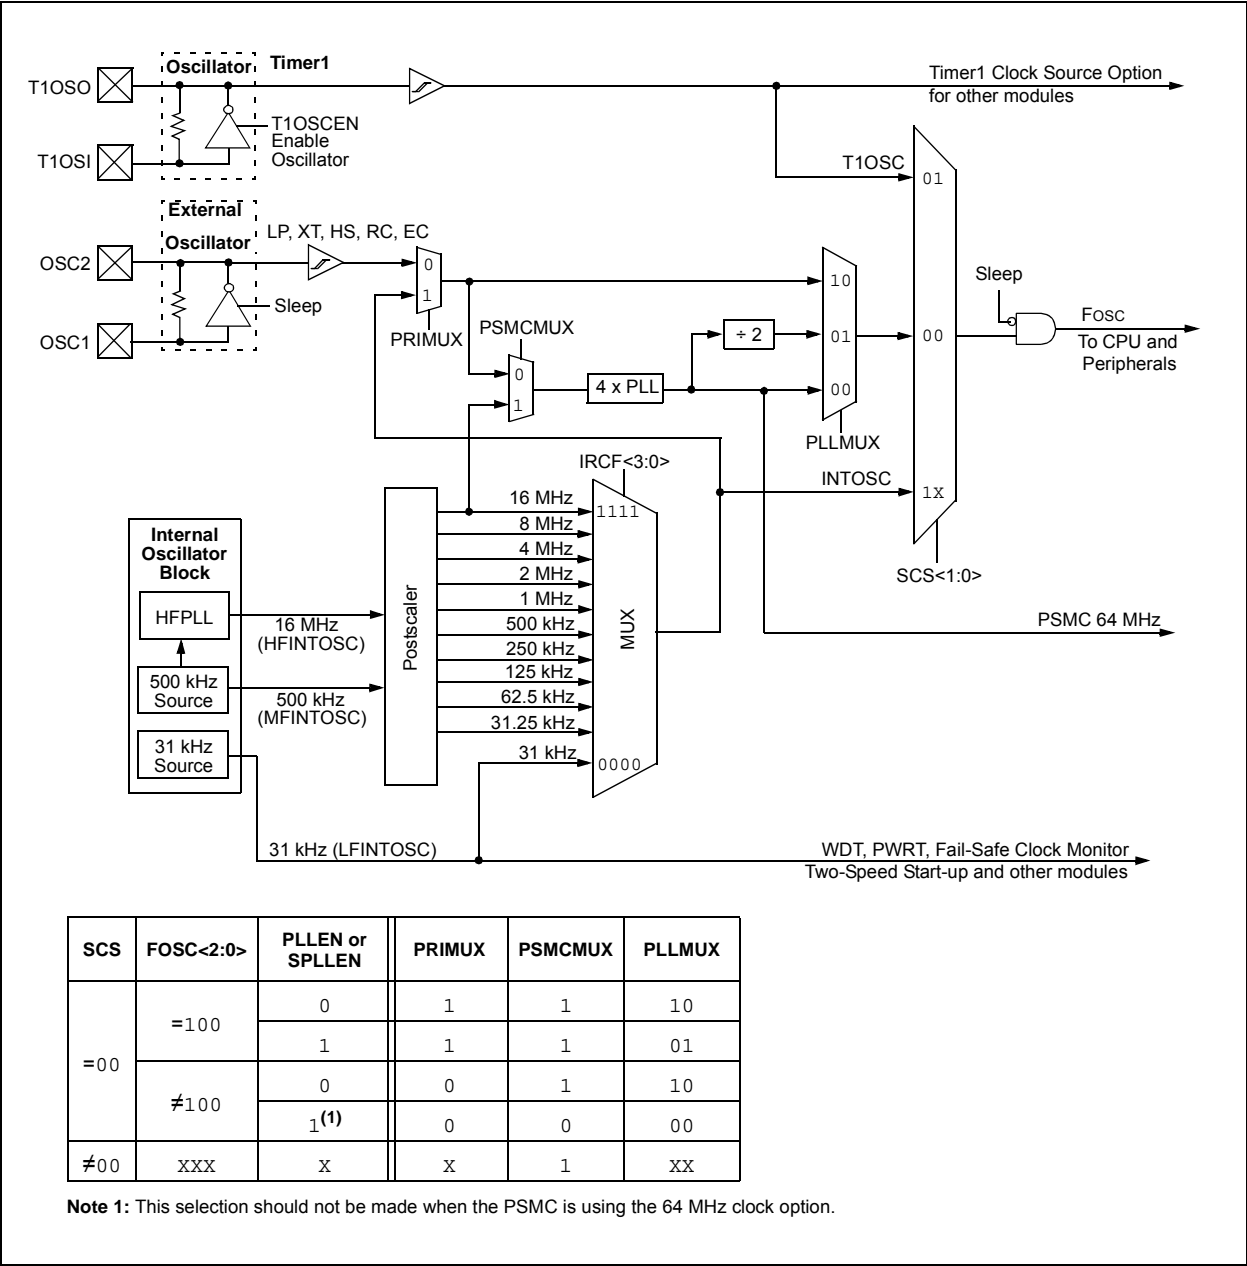 Oscillator Timer1
T1OSO
T1OSCEN
Enable
Oscillator
T1OSI
Timer1 Clock Source Option
for other modules
T1OSC
01
External
Oscillator
LP, XT, HS, RC, EC
OSC2
Sleep
OSC1
0
1
PRIMUX
PSMCMUX
0
1
4 x PLL
÷ 2
10
01
00
PLLMUX
00
Sleep
FOSC
To CPU and
Peripherals
INTOSC
1X
SCS<1:0>
PSMC 64 MHz
IRCF<3:0>
Internal
Oscillator
Block
HFPLL
500 kHz
Source
31 kHz
Source
16 MHz
(HFINTOSC)
500 kHz
(MFINTOSC)
Postscaler
16 MHz
8 MHz
4 MHz
2 MHz
1 MHz
500 kHz
250 kHz
125 kHz
62.5 kHz
31.25 kHz
31 kHz
1111
MUX
0000
31 kHz (LFINTOSC)
WDT, PWRT, Fail-Safe Clock Monitor
Two-Speed Start-up and other modules
SCS FOSC<2:0> PLLEN or SPLLEN PRIMUX PSMCMUX PLLMUX
=00 =100 0 1 1 10
1 1 1 01
≠100 0 0 1 10
1(1) 0 0 00
≠00 XXX X X 1 XX
Note 1: This selection should not be made when the PSMC is using the 64 MHz clock option.